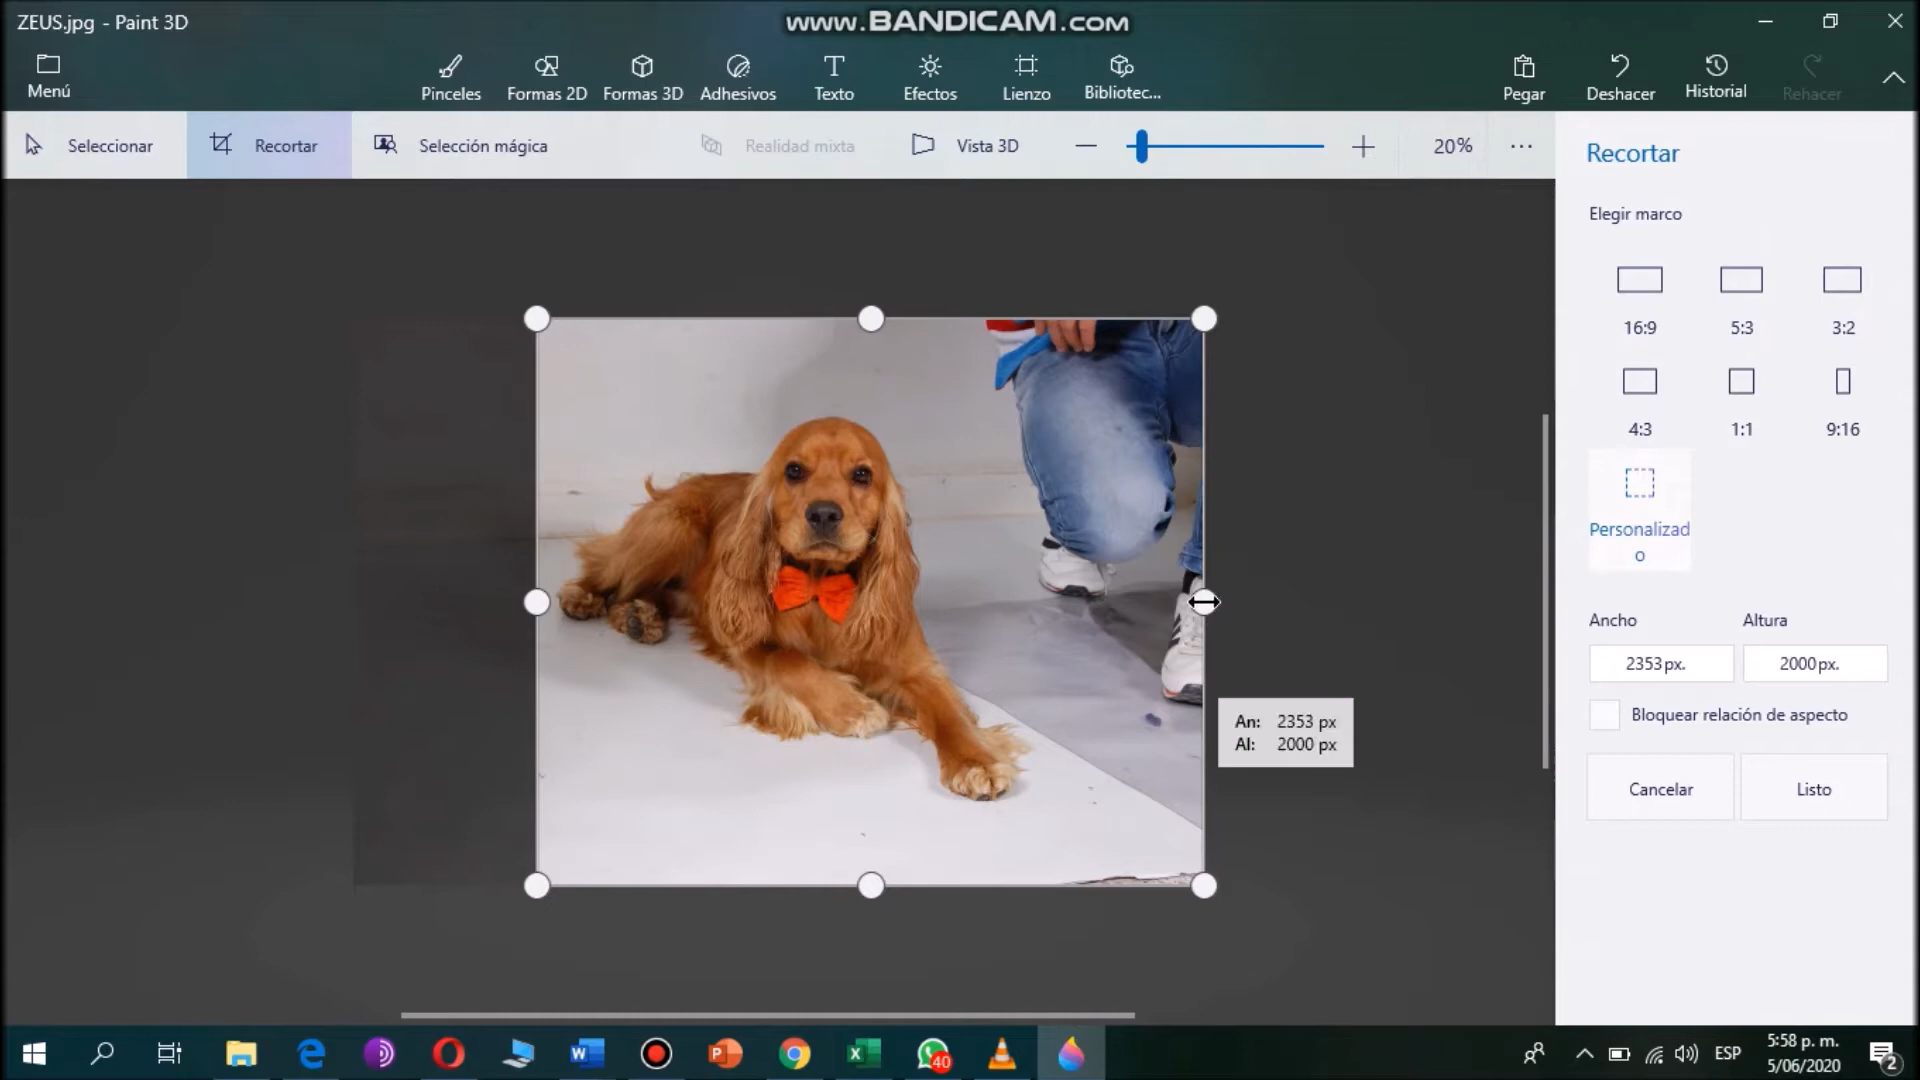 ZEUS.jpg - Paint 3D
www.BANDICAM.com
Menú
Pinceles
Formas 2D
Formas 3D
Adhesivos
Texto
Efectos
Lienzo
Bibliotec...
Pegar
Deshacer
Historial
Rehacer
Seleccionar
Recortar
Selección mágica
Realidad mixta
Vista 3D
20%
Recortar
Elegir marco
16:9
5:3
3:2
4:3
1:1
9:16
Personalizad
o
Ancho
Altura
2353px.
2000px.
Bloquear relación de aspecto
Cancelar
Listo
An: 2353 px
Al: 2000 px
40
ESP
5:58 p. m.
5/06/2020
2